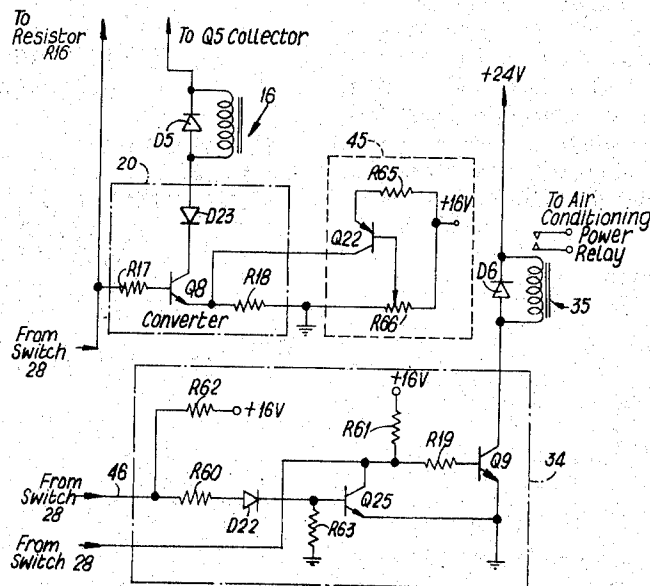 To
Resistor
R16
To Q5 Collector
16
D5
+24V
45
20
R65
+16V
D23
Q22
To Air
Conditioning
Power
Relay
R17
Q8
R18
D6
R66
35
Converter
From
Switch
28
+16V
R62
+16V
R61
R19
Q9
34
From
Switch
28
46
R60
D22
Q25
R63
From
Switch 28